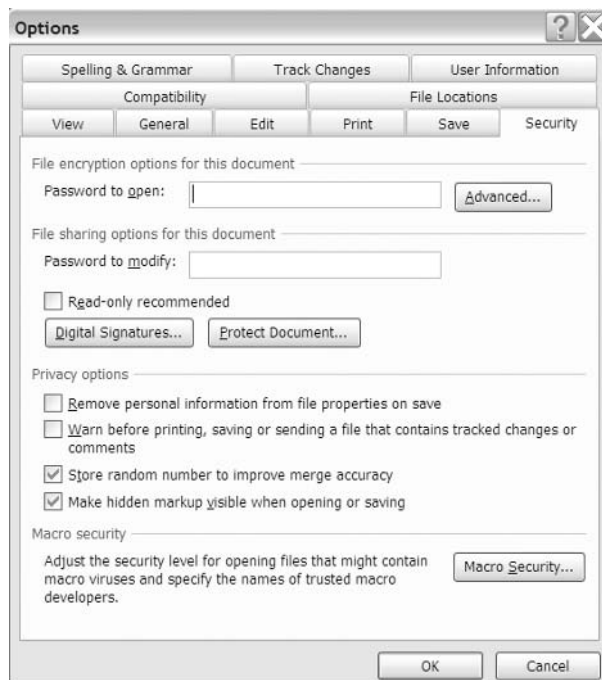 Options
Spelling & Grammar Track Changes User Information
Compatibility File Locations
View General Edit Print Save Security
File encryption options for this document
Password to open: Advanced...
File sharing options for this document
Password to modify:
Read-only recommended
Digital Signatures... Protect Document...
Privacy options
Remove personal information from file properties on save
Warn before printing, saving or sending a file that contains tracked changes or
comments
Store random number to improve merge accuracy
Make hidden markup visible when opening or saving
Macro security
Adjust the security level for opening files that might contain
macro viruses and specify the names of trusted macro
developers.
Macro Security...
OK Cancel